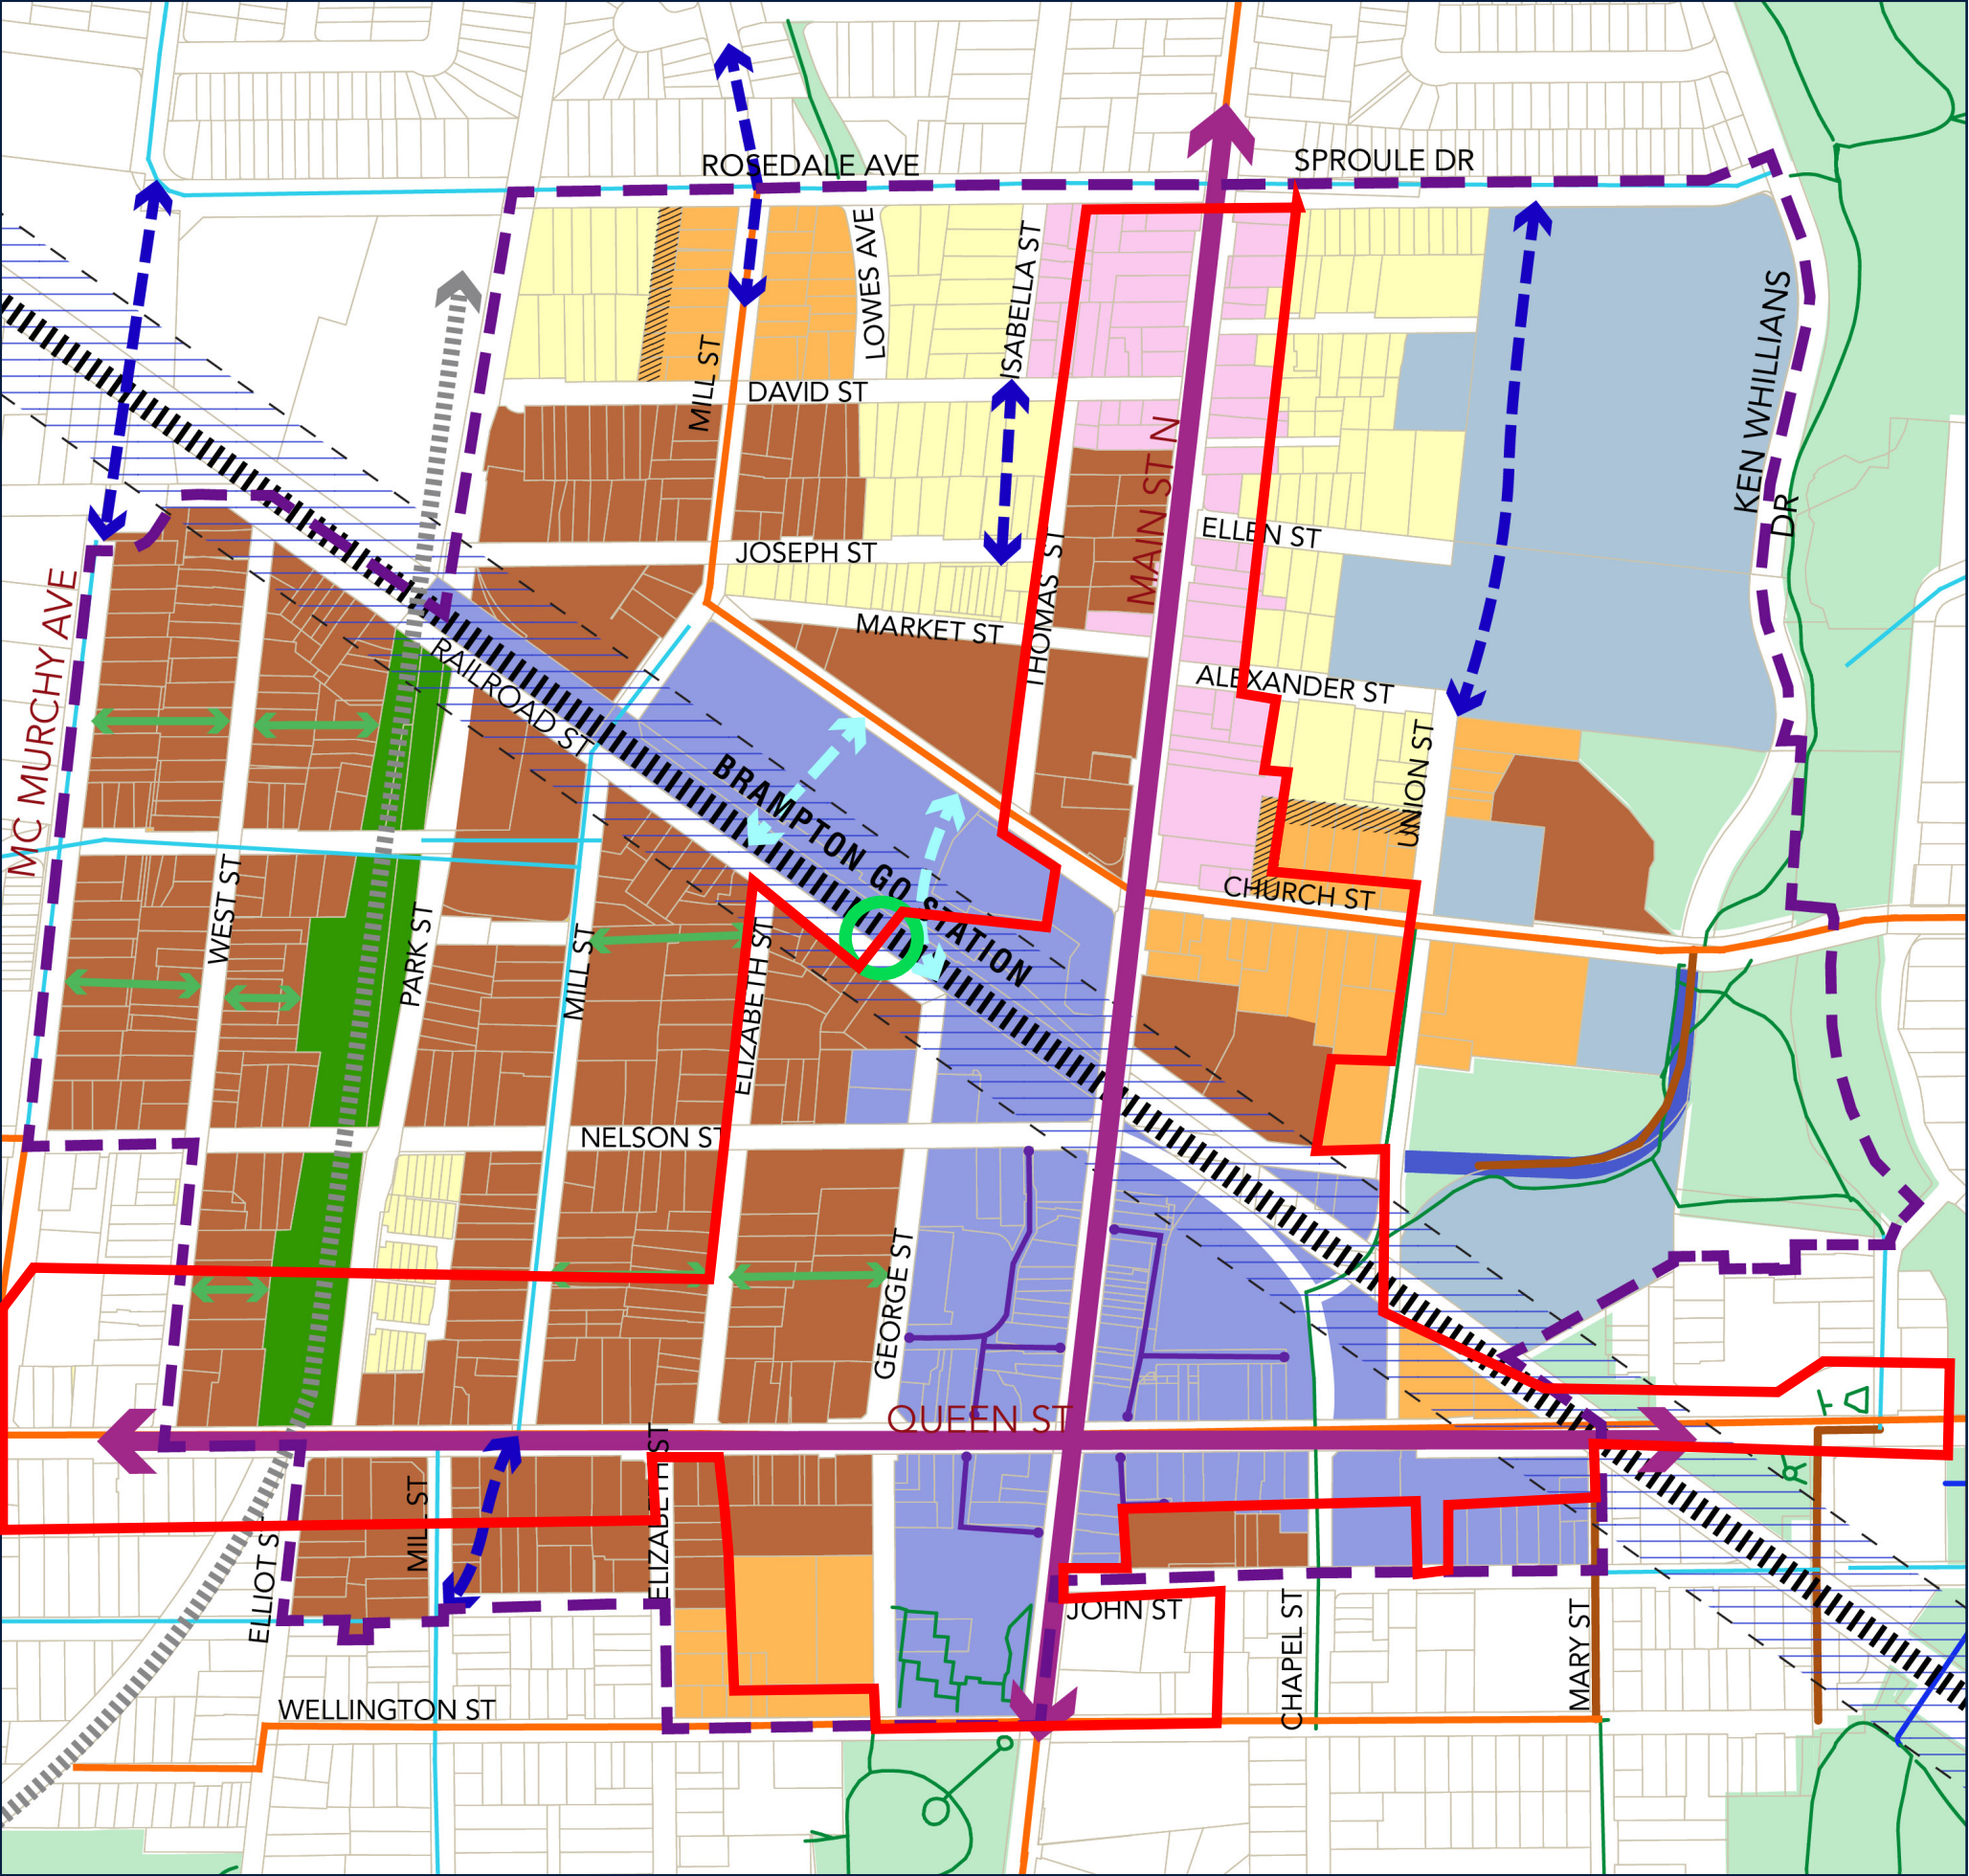 ROSEDALE AVE
SPROULE DR
LOWES AVE
ISABELLA ST
KEN WHILLIANS
DR
MILL ST
DAVID ST
MAIN ST N
ELLEN ST
JOSEPH ST
THOMAS ST
MARKET ST
MC MURCHY AVE
RAILROAD ST
ALEXANDER ST
UNION ST
BRAMPTON GO STATION
CHURCH ST
WEST ST
PARK ST
MILL ST
ELIZABETH ST
NELSON ST
GEORGE ST
QUEEN ST
ELIZABETH ST
MILL ST
ELLIOT S
JOHN ST
CHAPEL ST
MARY ST
WELLINGTON ST